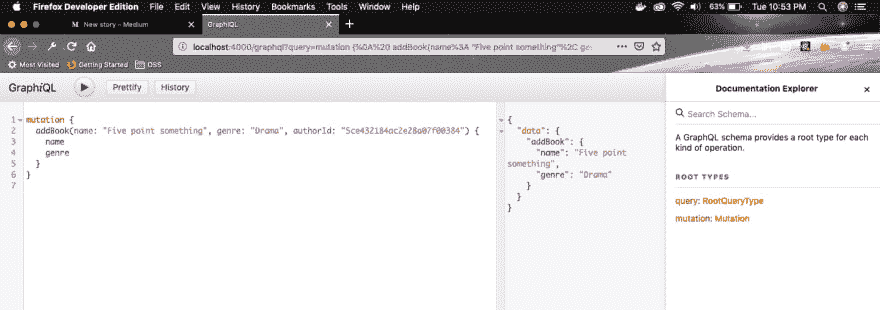 Firefox Developer Edition File Edit View History Bookmarks Tools Window Help 63% Tue 10:53 PM
New story – Medium GraphiQL
localhost:4000/graphql?query=mutation {%0A%20 addBook(name%3A "Five point something"%2C ge
Most Visited Getting Started DSS
GraphiQL Prettify History Documentation Explorer
Search Schema...
A GraphQL schema provides a root type for each
kind of operation.
ROOT TYPES
query: RootQueryType
mutation: Mutation
1 mutation {
2 addBook(name: "Five point something", genre: "Drama", authorId: "5ce432184ac2e28a07f00384") {
3 name
4 genre
5 }
6 }
7
{
"data": {
"addBook": {
"name": "Five point
something",
"genre": "Drama"
}
}
}